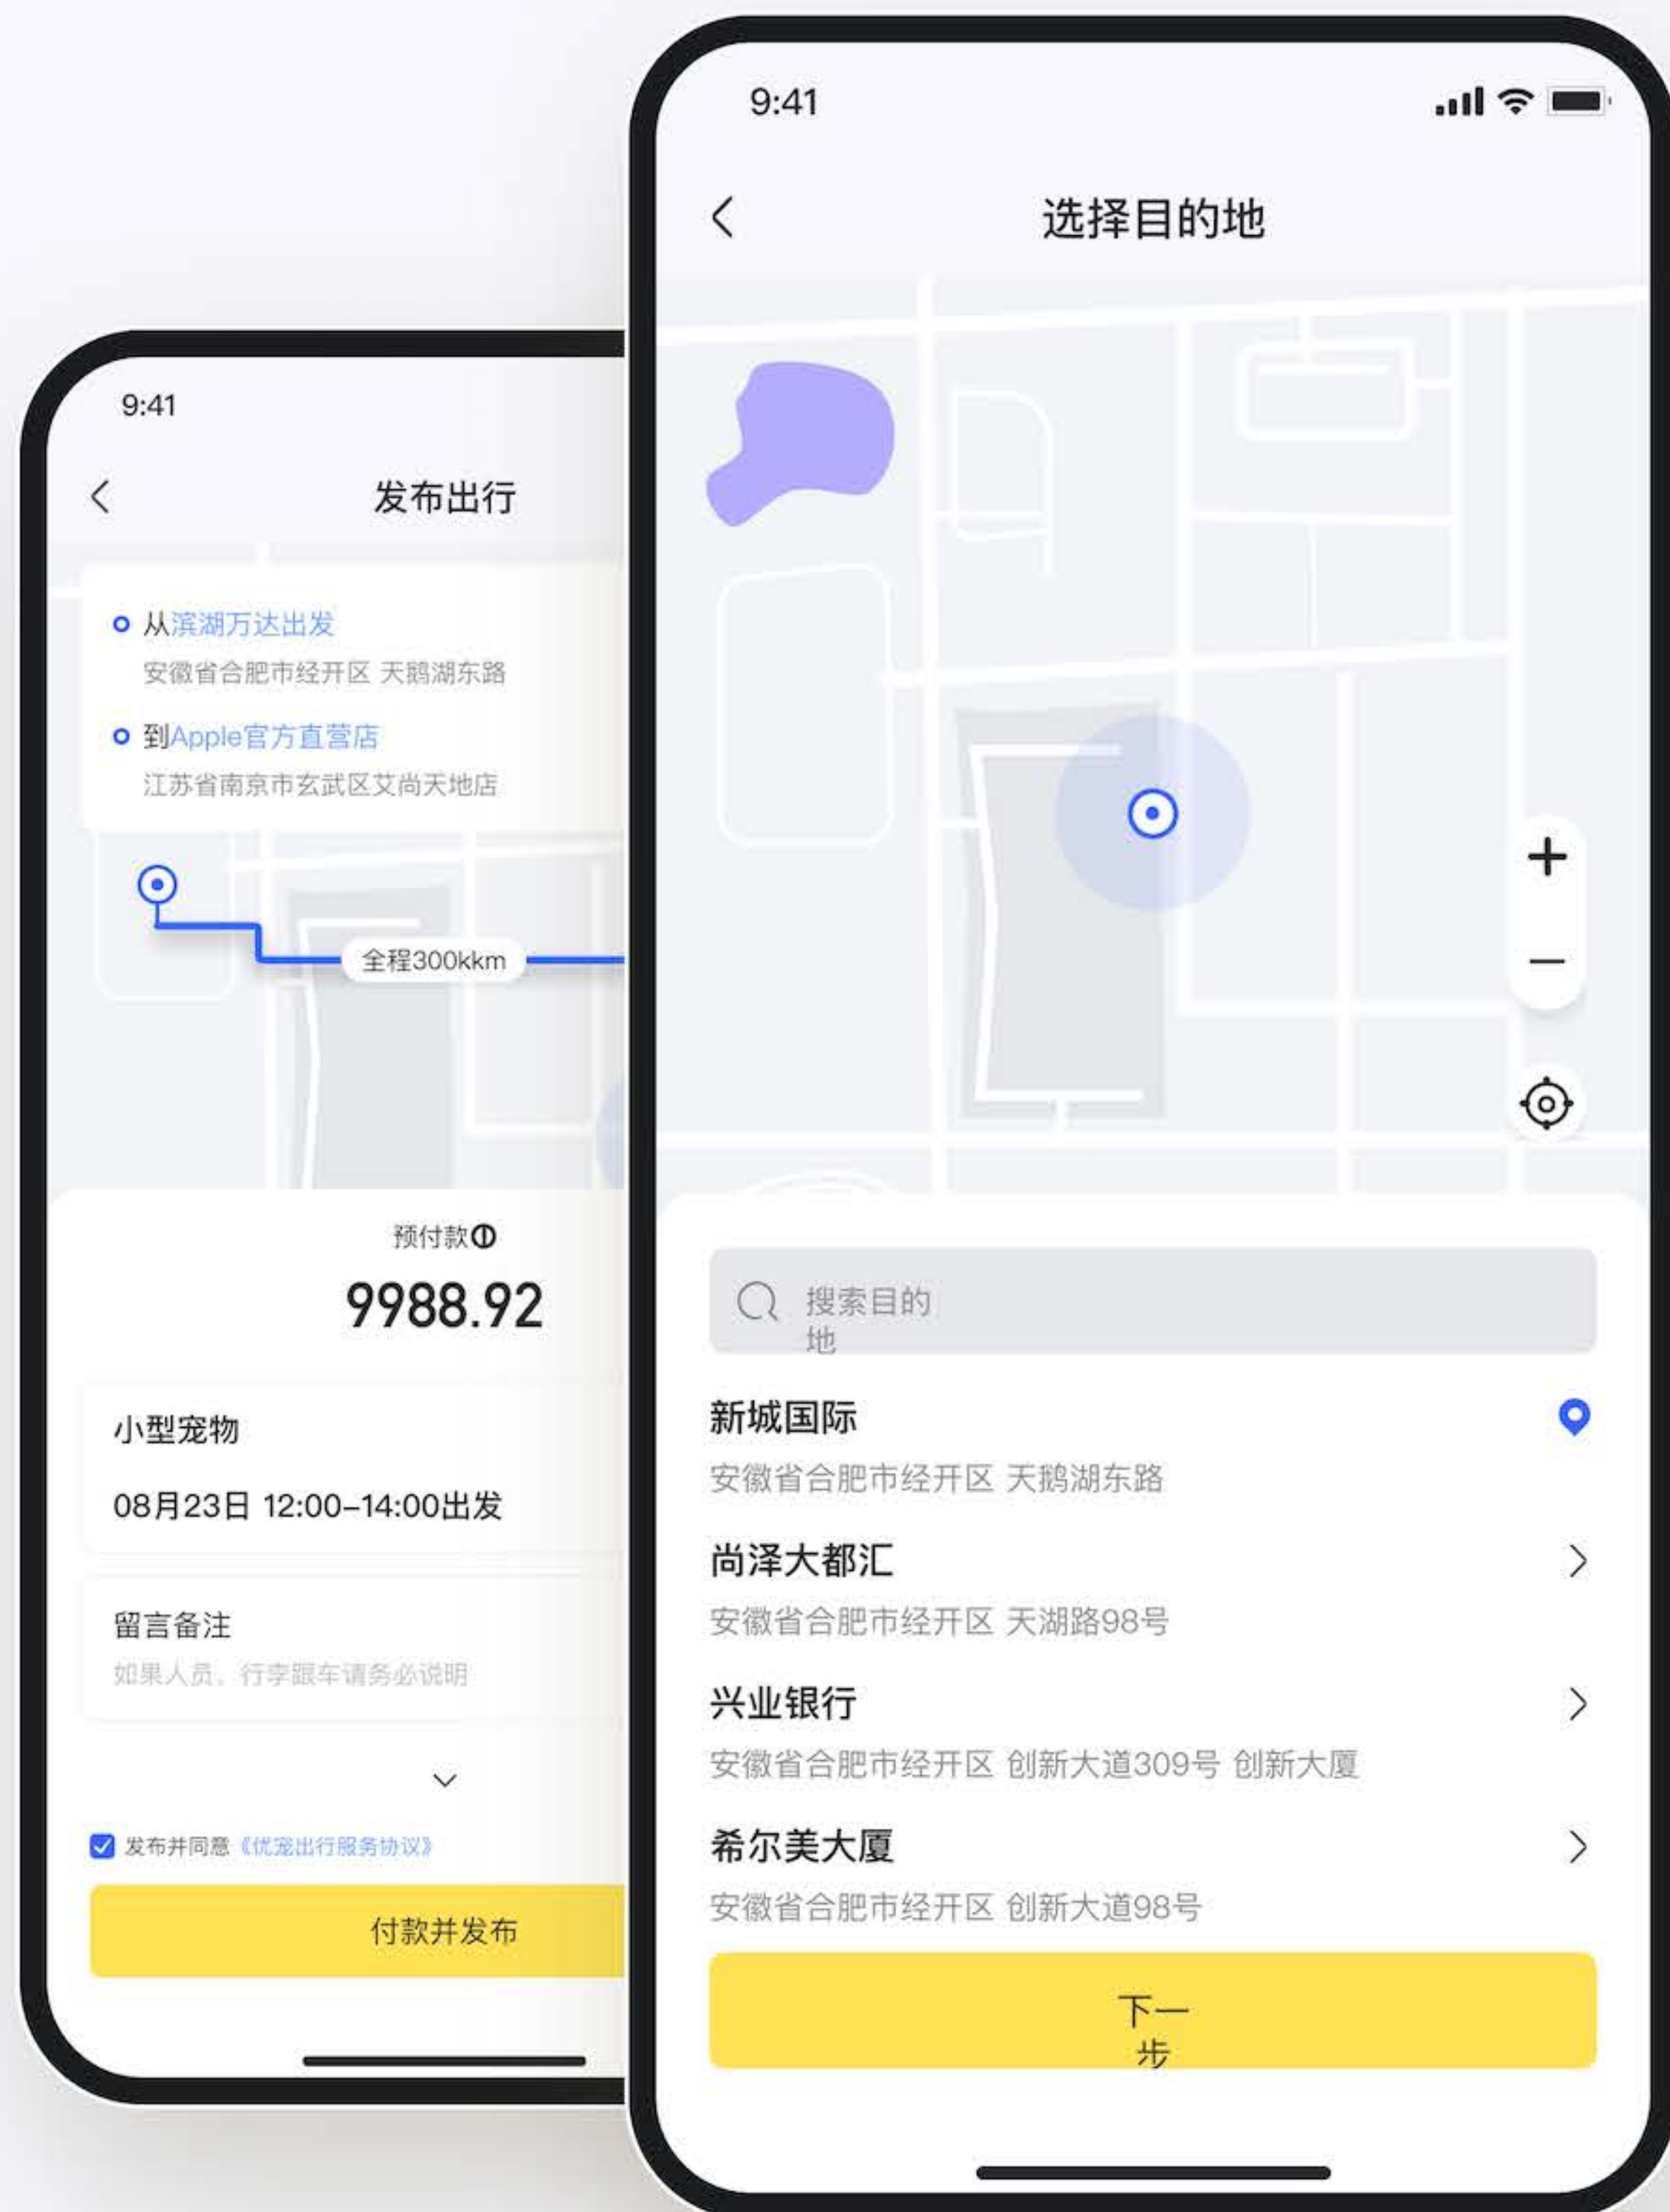 9:41
发布出行
从滨湖万达出发
安徽省合肥市经开区 天鹅湖东路
到Apple官方直营店
江苏省南京市玄武区艾尚天地店
全程300kkm
预付款
9988.92
小型宠物
08月23日 12:00–14:00出发
留言备注
如果人员、行李跟车请务必说明
发布并同意《优宠出行服务协议》
付款并发布
9:41
选择目的地
搜索目的
地
新城国际
安徽省合肥市经开区 天鹅湖东路
尚泽大都汇
安徽省合肥市经开区 天湖路98号
兴业银行
安徽省合肥市经开区 创新大道309号 创新大厦
希尔美大厦
安徽省合肥市经开区 创新大道98号
下一
步